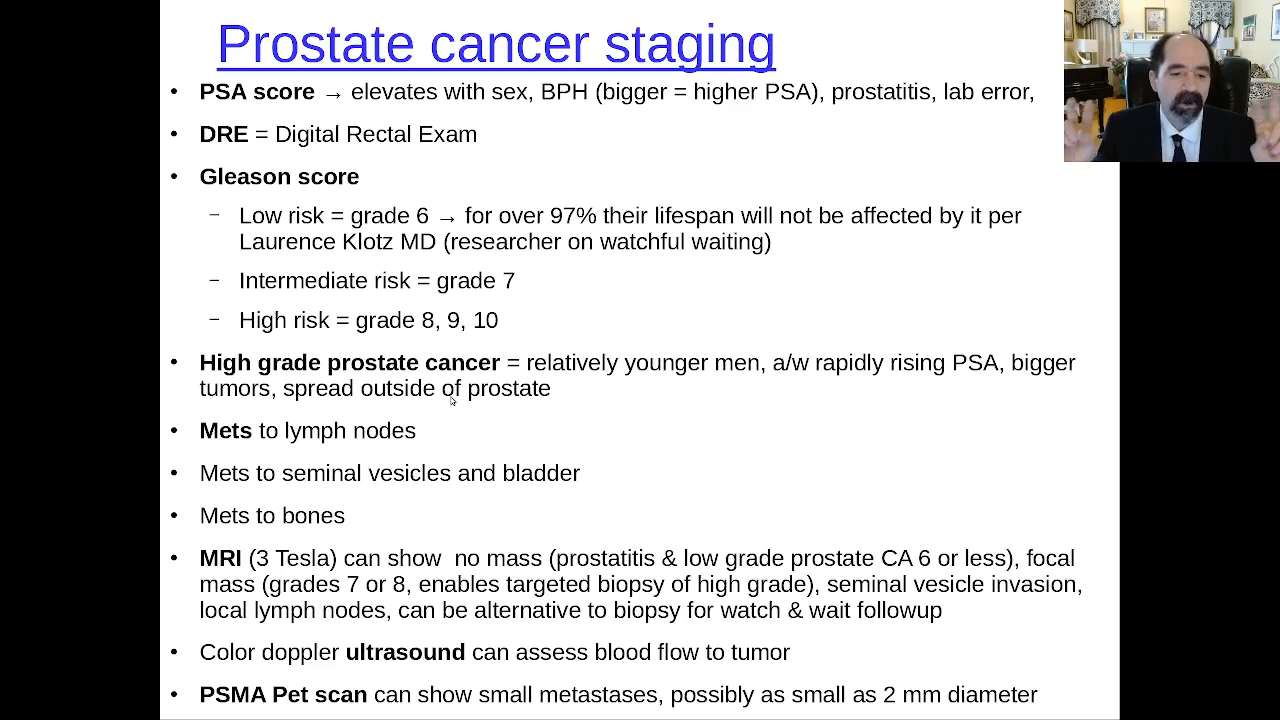 Prostate cancer staging
• PSA score → elevates with sex, BPH (bigger = higher PSA), prostatitis, lab error,
• DRE = Digital Rectal Exam
• Gleason score
– Low risk = grade 6 → for over 97% their lifespan will not be affected by it per
Laurence Klotz MD (researcher on watchful waiting)
– Intermediate risk = grade 7
– High risk = grade 8, 9, 10
• High grade prostate cancer = relatively younger men, a/w rapidly rising PSA, bigger
tumors, spread outside of prostate
• Mets to lymph nodes
• Mets to seminal vesicles and bladder
• Mets to bones
• MRI (3 Tesla) can show  no mass (prostatitis & low grade prostate CA 6 or less), focal
mass (grades 7 or 8, enables targeted biopsy of high grade), seminal vesicle invasion,
local lymph nodes, can be alternative to biopsy for watch & wait followup
• Color doppler ultrasound can assess blood flow to tumor
• PSMA Pet scan can show small metastases, possibly as small as 2 mm diameter